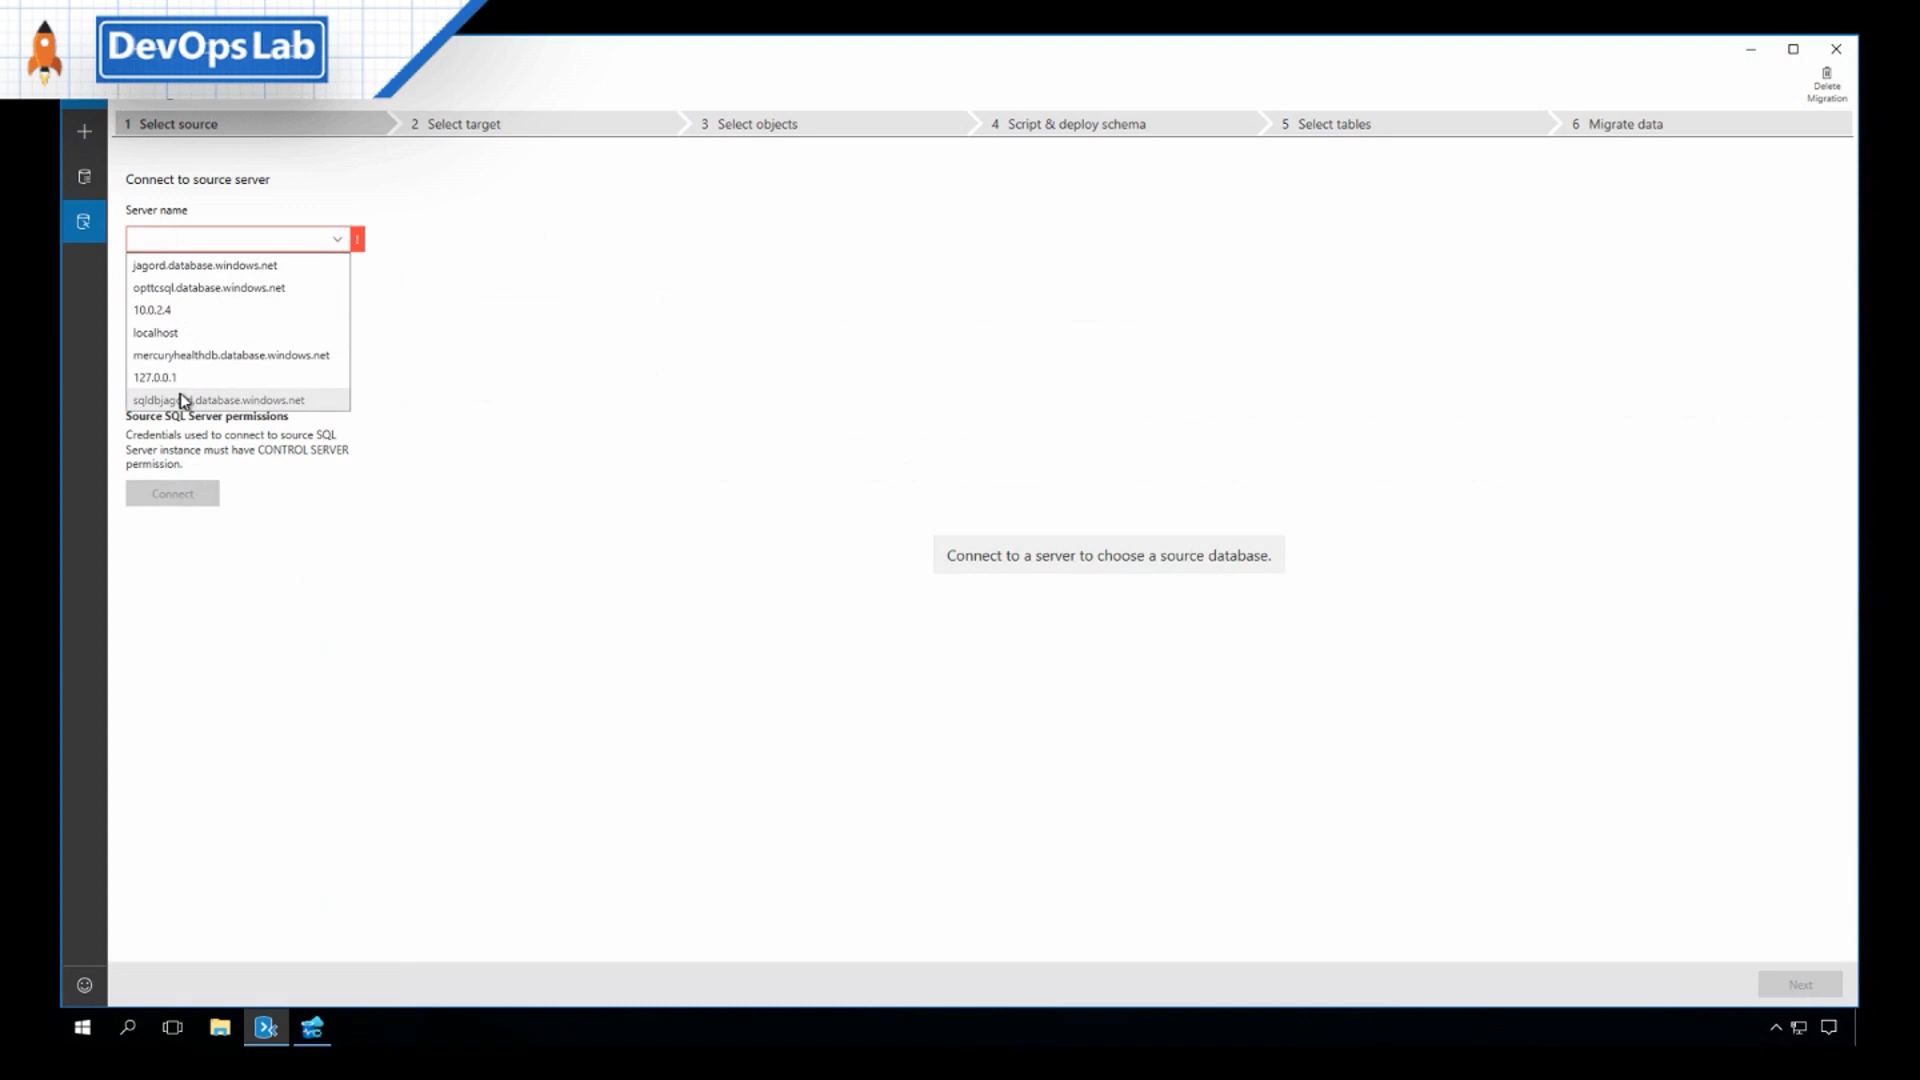 DevOps Lab
Delete
Migration
1 Select source
2 Select target
3 Select objects
4 Script & deploy schema
5 Select tables
6 Migrate data
Connect to source server
Server name
!
jagord.database.windows.net
opttcsql.database.windows.net
10.0.2.4
localhost
mercuryhealthdb.database.windows.net
127.0.0.1
Source SQL Server permissions
Credentials used to connect to source SQL
Server instance must have CONTROL SERVER
permission.
Connect
Connect to a server to choose a source database.
Next